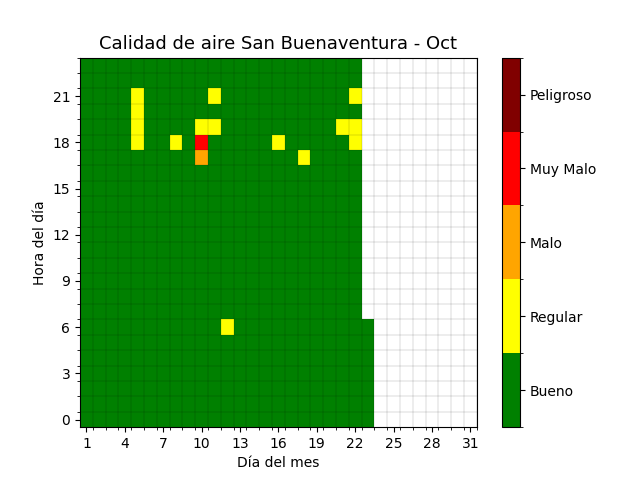 Calidad de aire San Buenaventura - Oct
Hora del día
21
18
15
12
9
6
3
0
1 4 7 10 13 16 19 22 25 28 31
Día del mes
Peligroso
Muy Malo
Malo
Regular
Bueno